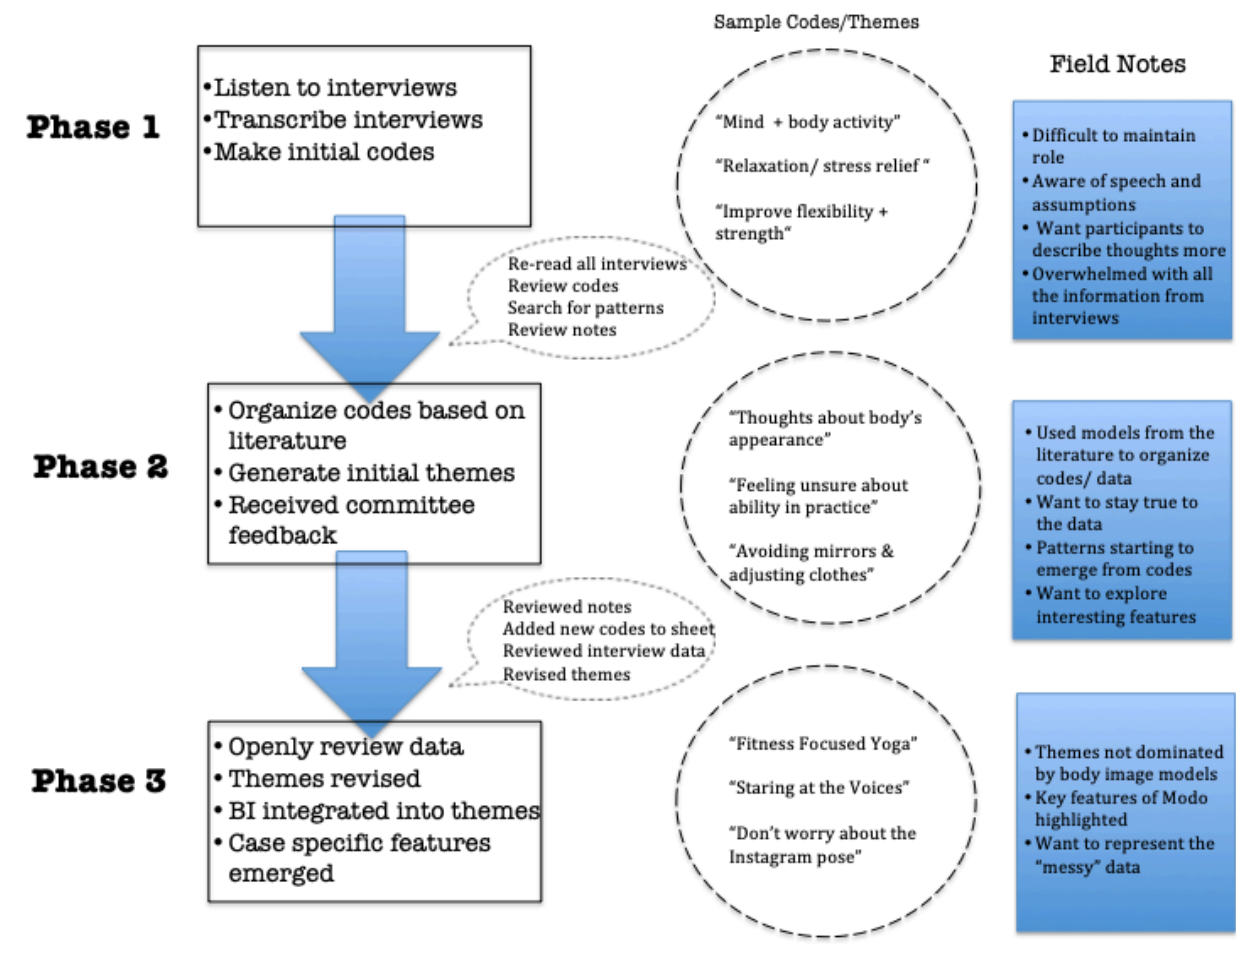 Sample Codes/Themes
Field Notes
Phase 1
•Listen to interviews
•Transcribe interviews
•Make initial codes
“Mind + body activity”
“Relaxation/ stress relief “
“Improve flexibility +
strength“
• Difficult to maintain
role
• Aware of speech and
assumptions
• Want participants to
describe thoughts more
• Overwhelmed with all
the information from
interviews
Re-read all interviews
Review codes
Search for patterns
Review notes
Phase 2
• Organize codes based on
literature
• Generate initial themes
• Received committee
feedback
“Thoughts about body’s
appearance”
“Feeling unsure about
ability in practice”
“Avoiding mirrors &
adjusting clothes”
• Used models from the
literature to organize
codes/ data
• Want to stay true to
the data
• Patterns starting to
emerge from codes
• Want to explore
interesting features
Reviewed notes
Added new codes to sheet
Reviewed interview data
Revised themes
Phase 3
• Openly review data
• Themes revised
• BI integrated into themes
• Case specific features
emerged
“Fitness Focused Yoga”
“Staring at the Voices”
“Don’t worry about the
Instagram pose”
• Themes not dominated
by body image models
• Key features of Modo
highlighted
• Want to represent the
“messy” data